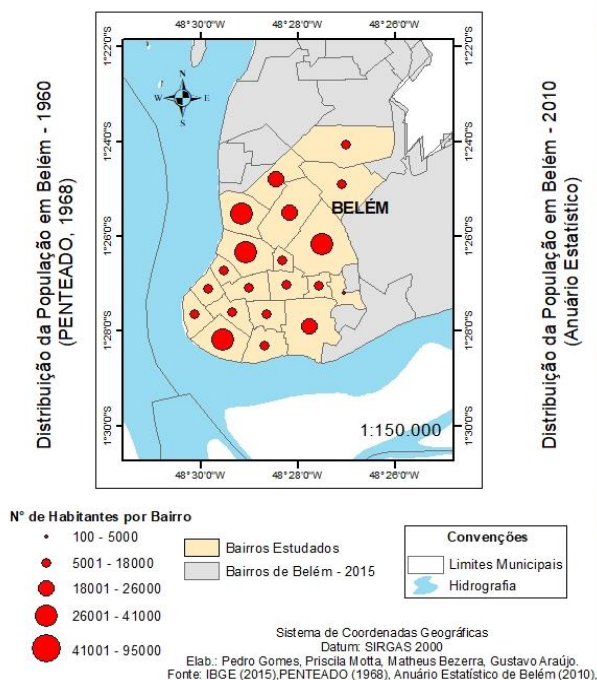 48°30'0"W 48°28'0"W 48°26'0"W
Distribuição da População em Belém - 1960
(PENTEADO, 1968)
1°22'0"S
1°24'0"S
1°26'0"S
1°28'0"S
1°30'0"S
N
W E
S
BELÉM
1:150.000
1°22'0"S
1°24'0"S
1°26'0"S
1°28'0"S
1°30'0"S
Distribuição da População em Belém - 2010
(Anuário Estatístico)
48°30'0"W 48°28'0"W 48°26'0"W
N° de Habitantes por Bairro
100 - 5000
5001 - 18000
18001 - 26000
26001 - 41000
41001 - 95000
Bairros Estudados
Bairros de Belém - 2015
Convenções
Limites Municipais
Hidrografia
Sistema de Coordenadas Geográficas
Datum: SIRGAS 2000
Elab.: Pedro Gomes, Priscila Motta, Matheus Bezerra, Gustavo Araújo.
Fonte: IBGE (2015),PENTEADO (1968), Anuário Estatístico de Belém (2010),